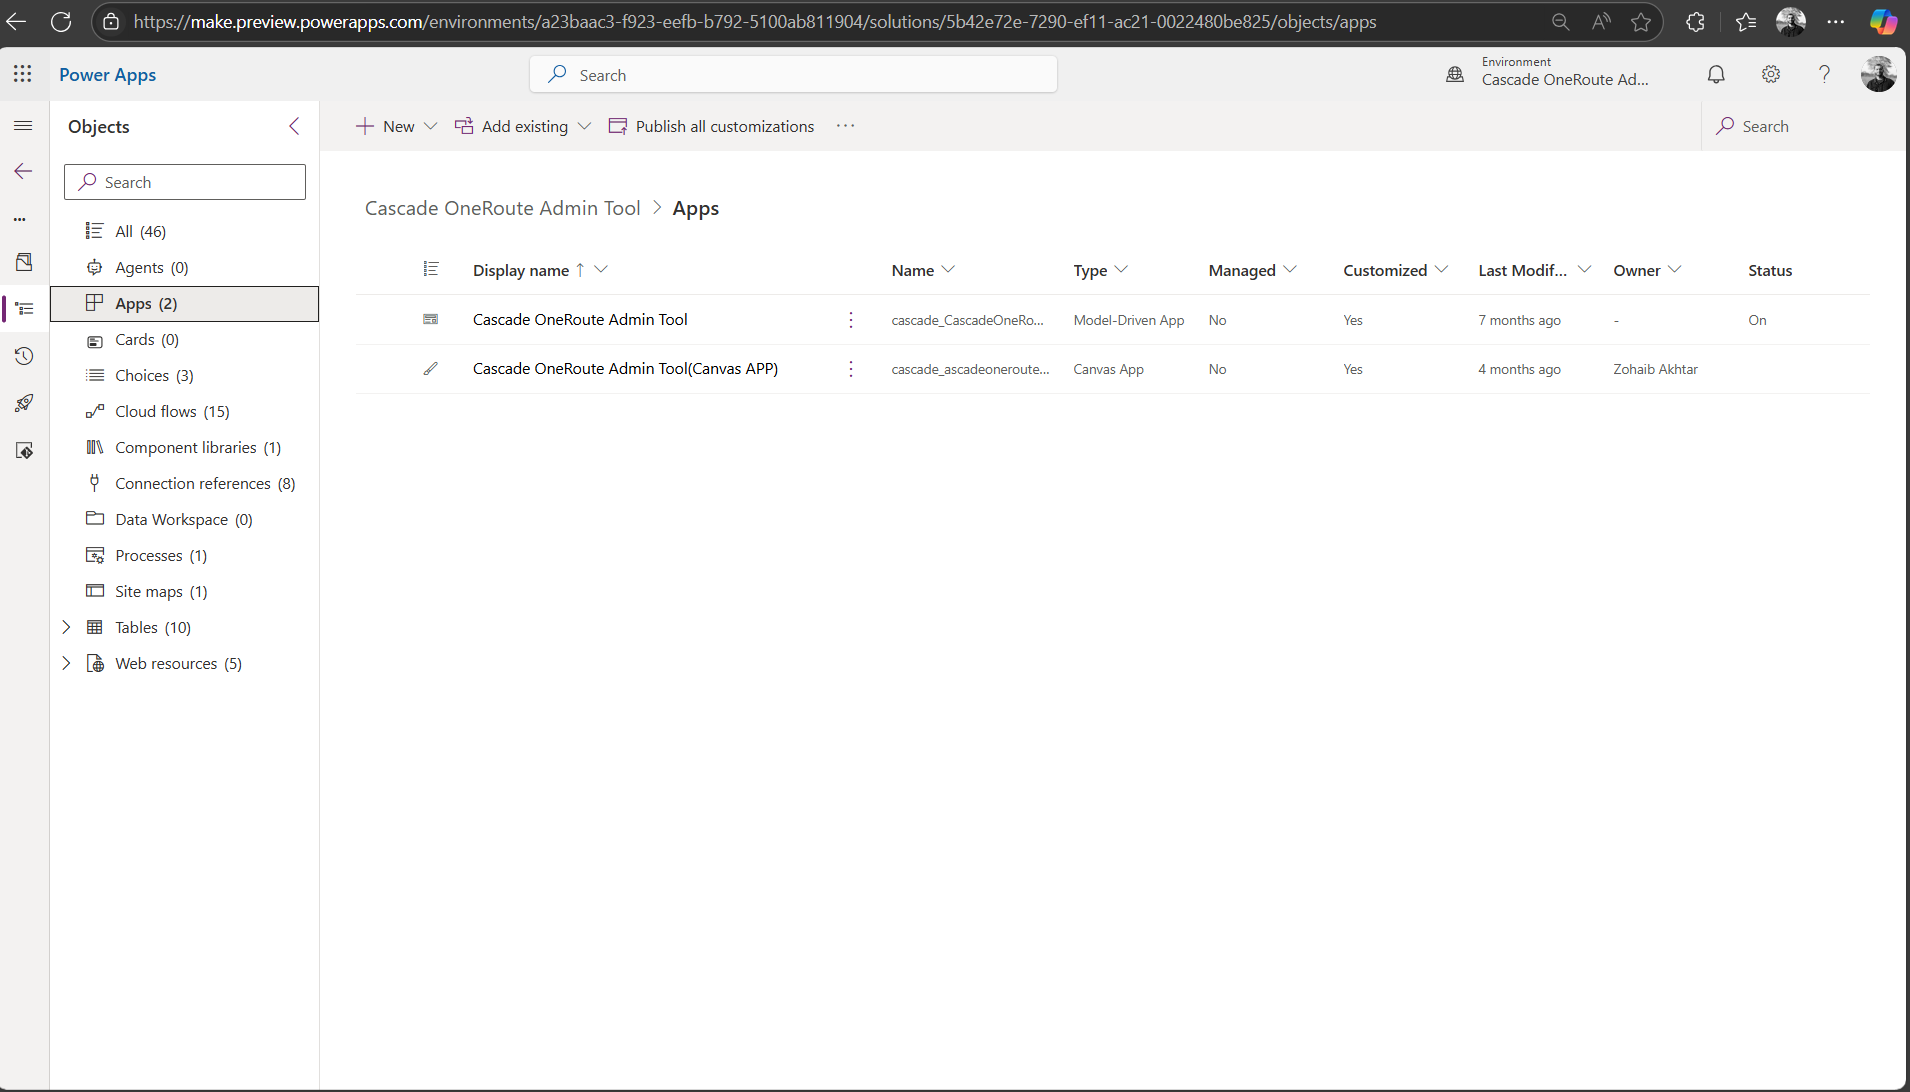 https://make.preview.powerapps.com/environments/a23baac3-f923-eefb-b792-5100ab811904/solutions/5b42e72e-7290-ef11-ac21-0022480be825/objects/apps
Power Apps
Search
Environment
Cascade OneRoute Ad...
Objects
New
Add existing
Publish all customizations
Search
Search
All (46)
Agents (0)
Apps (2)
Cards (0)
Choices (3)
Cloud flows (15)
Component libraries (1)
Connection references (8)
Data Workspace (0)
Processes (1)
Site maps (1)
Tables (10)
Web resources (5)
Cascade OneRoute Admin Tool > Apps
Display name ↑ Name Type Managed Customized Last Modif... Owner Status
Cascade OneRoute Admin Tool cascade_CascadeOneRo... Model-Driven App No Yes 7 months ago - On
Cascade OneRoute Admin Tool(Canvas APP) cascade_ascadeoneroute... Canvas App No Yes 4 months ago Zohaib Akhtar